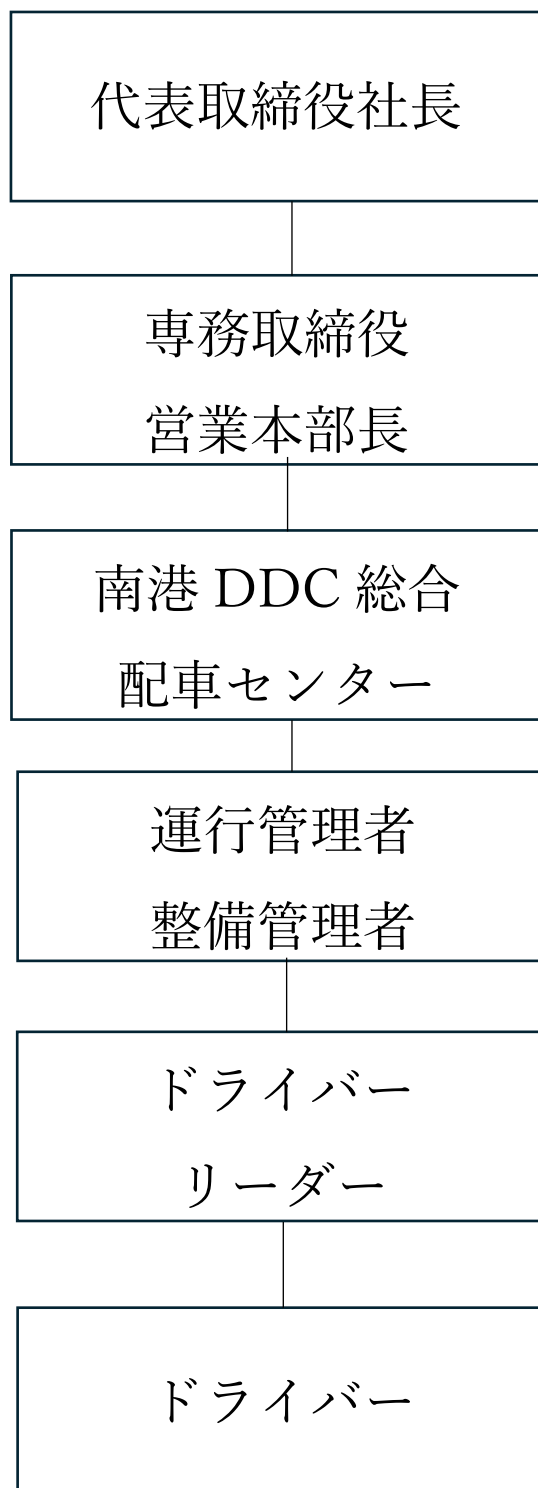 代表取締役社長
専務取締役
営業本部長
南港 DDC 総合
配車センター
運行管理者
整備管理者
ドライバー
リーダー
ドライバー